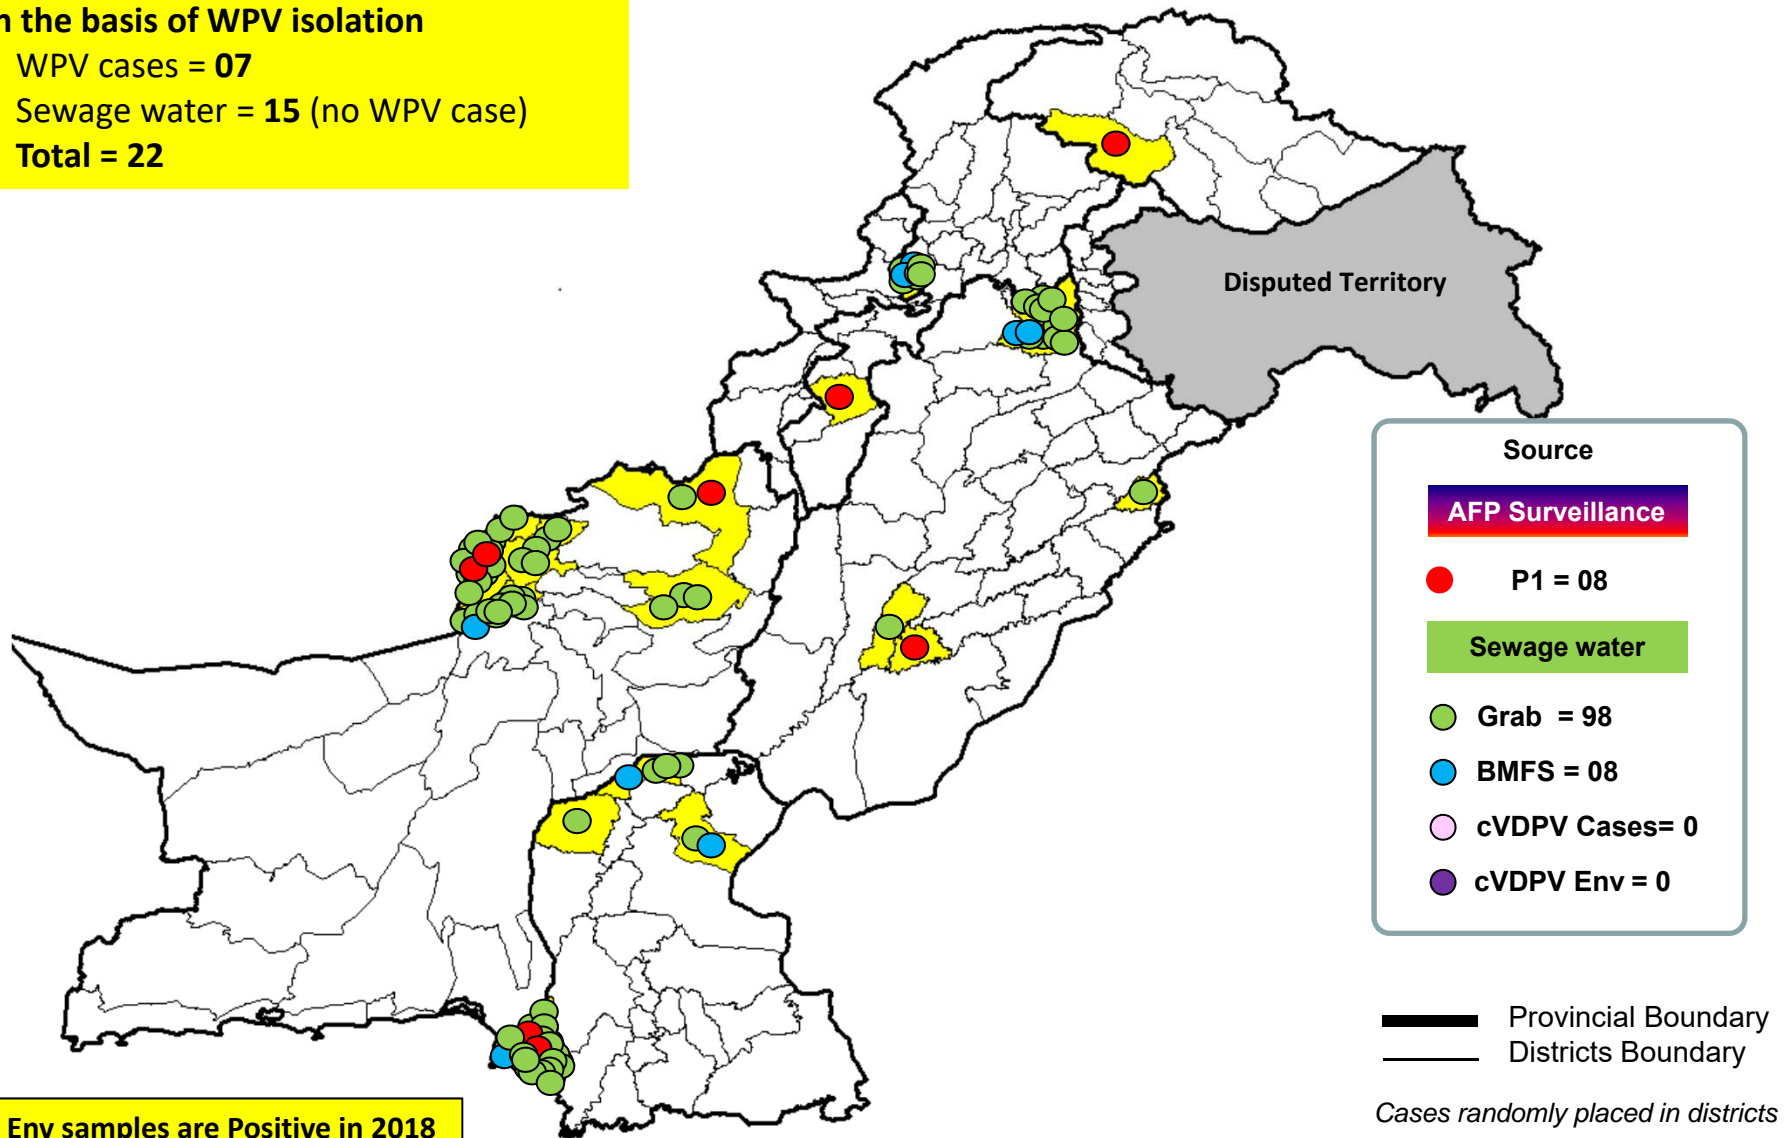 the basis of WPV isolation
WPV cases = 07
Sewage water = 15 (no WPV case)
Total = 22
Disputed Territory
Source
AFP Surveillance
P1 = 08
Sewage water
Grab = 98
BMFS = 08
cVDPV Cases= 0
cVDPV Env = 0
Provincial Boundary
Districts Boundary
Cases randomly placed in districts
Env samples are Positive in 2018